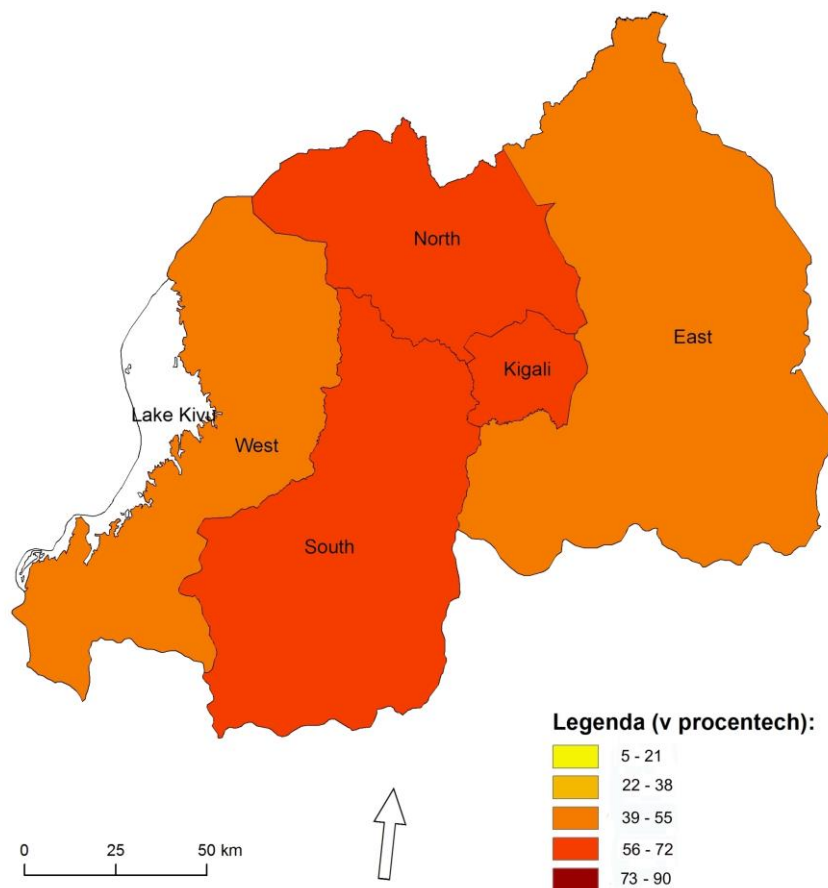 North
East
Kigali
Lake Kivu
West
South
Legenda (v procentech):
5 - 21
22 - 38
39 - 55
56 - 72
73 - 90
0 25 50 km